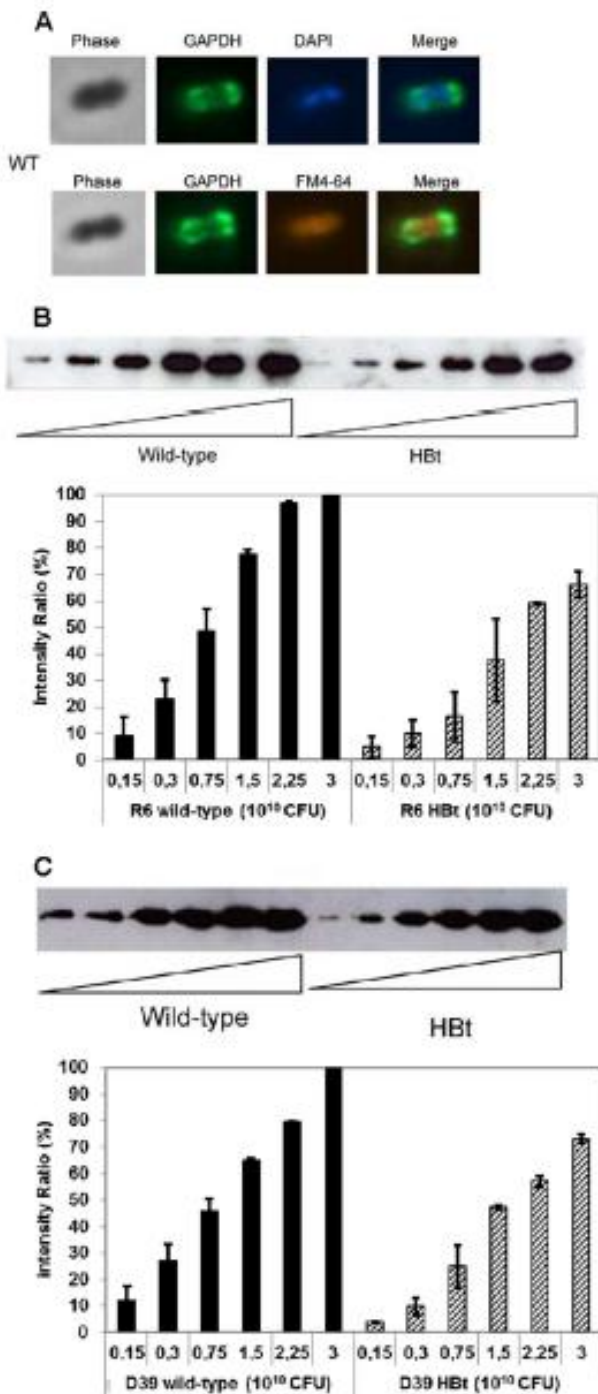 A
Phase GAPDH DAPI Merge
WT
Phase GAPDH FM4-64 Merge
B
Wild-type HBt
Intensity Ratio (%)
100
90
80
70
60
50
40
30
20
10
0
0,15 0,3 0,75 1,5 2,25 3 0,15 0,3 0,75 1,5 2,25 3
R6 wild-type (10¹⁰ CFU) R6 HBt (10¹⁰ CFU)
C
Wild-type HBt
Intensity Ratio (%)
100
90
80
70
60
50
40
30
20
10
0
0,15 0,3 0,75 1,5 2,25 3 0,15 0,3 0,75 1,5 2,25 3
D39 wild-type (10¹⁰ CFU) D39 HBt (10¹⁰ CFU)